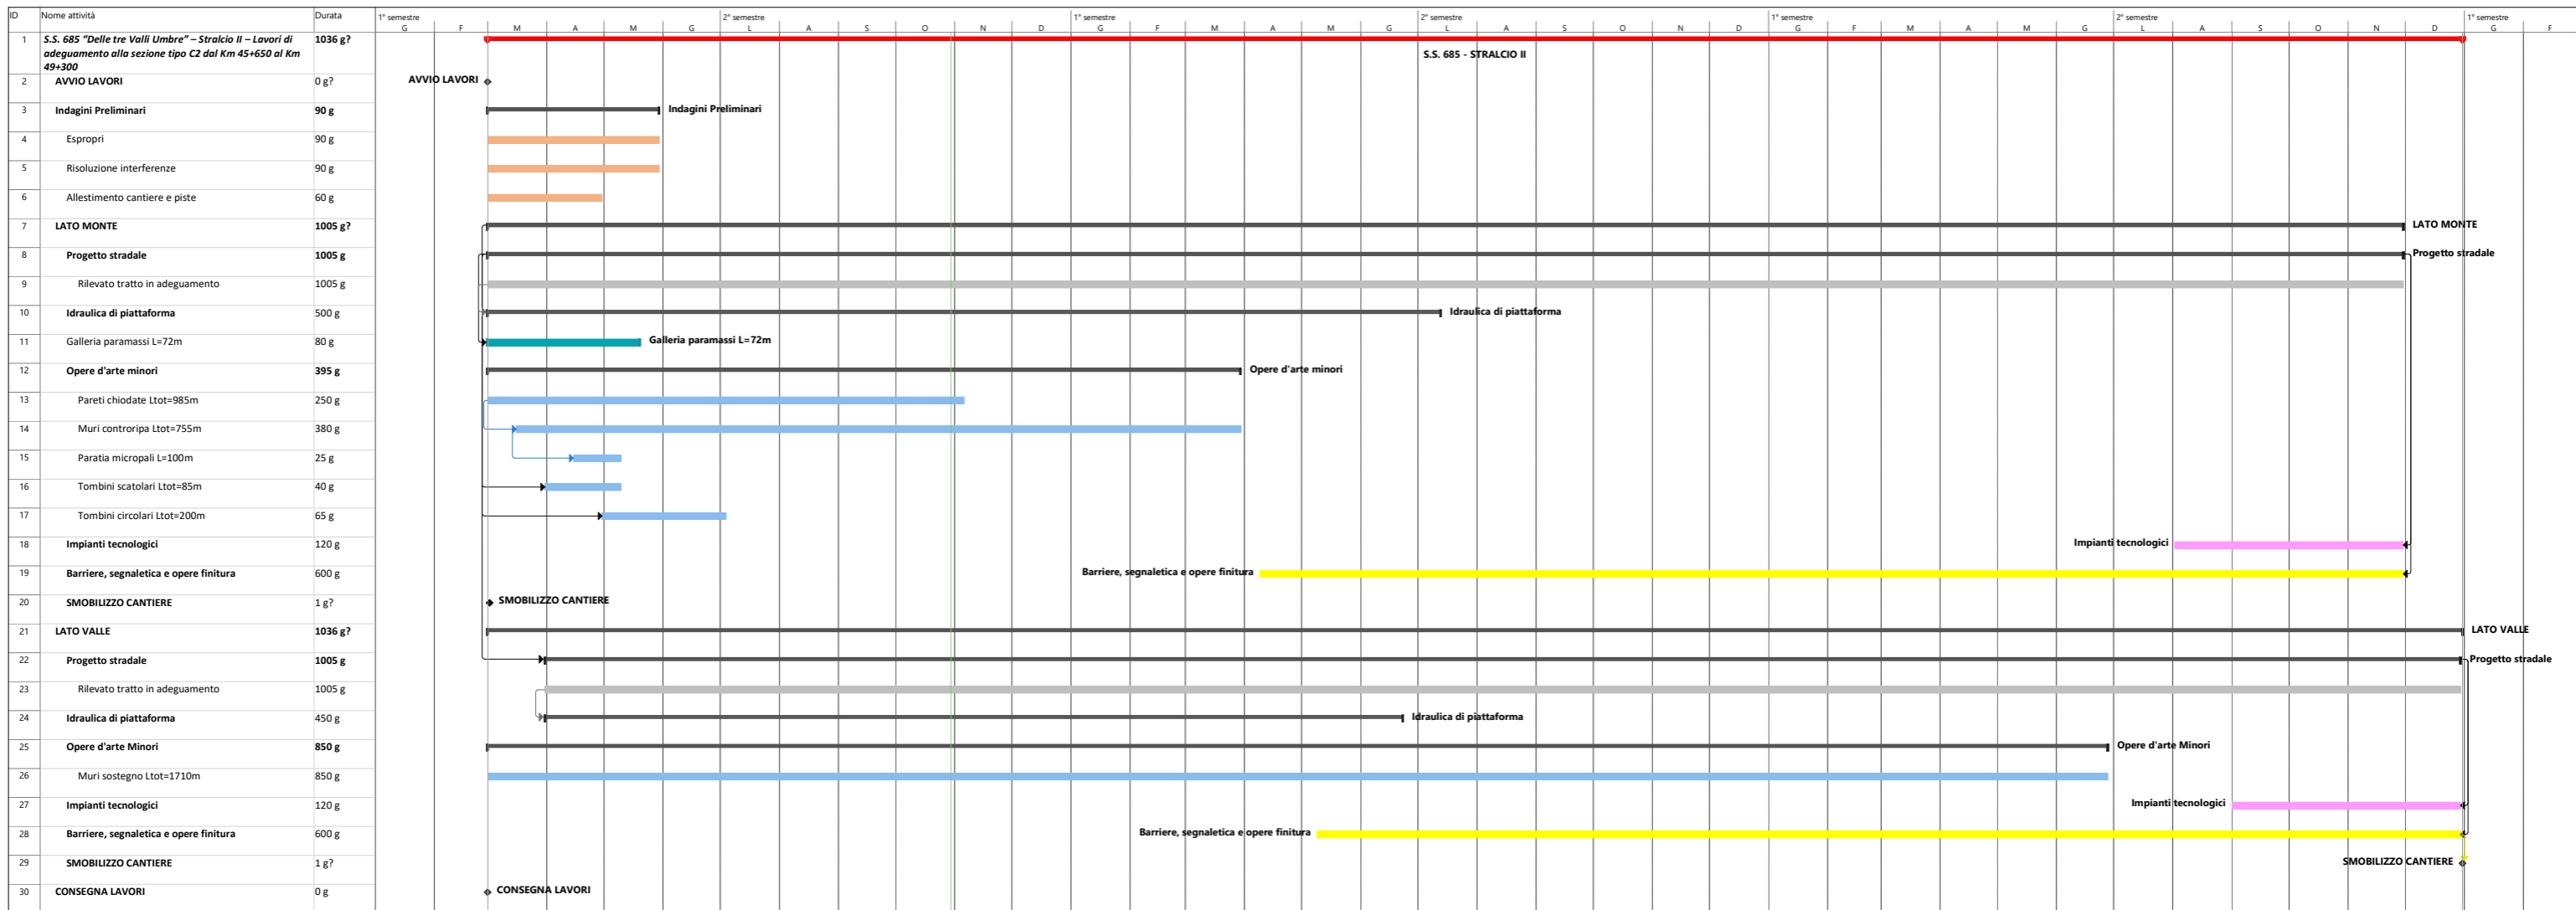 ID Nome attività Durata 1° semestre 2° semestre 1° semestre 2° semestre 1° semestre 2° semestre 1° semestre
G F M A M G L A S O N D G F M A M G L A S O N D G F M A M G L A S O N D G F
1 S.S. 685 "Delle tre Valli Umbre" – Stralcio II – Lavori di 1036 g?
adeguamento alla sezione tipo C2 dal Km 45+650 al Km S.S. 685 - STRALCIO II
49+300
2 AVVIO LAVORI 0 g? AVVIO LAVORI
3 Indagini Preliminari 90 g Indagini Preliminari
4 Espropri 90 g
5 Risoluzione interferenze 90 g
6 Allestimento cantiere e piste 60 g
7 LATO MONTE 1005 g? LATO MONTE
8 Progetto stradale 1005 g Progetto stradale
9 Rilevato tratto in adeguamento 1005 g
10 Idraulica di piattaforma 500 g Idraulica di piattaforma
11 Galleria paramassi L=72m 80 g Galleria paramassi L=72m
12 Opere d'arte minori 395 g Opere d'arte minori
13 Pareti chiodate Ltot=985m 250 g
14 Muri controripa Ltot=755m 380 g
15 Paratia micropali L=100m 25 g
16 Tombini scatolari Ltot=85m 40 g
17 Tombini circolari Ltot=200m 65 g
18 Impianti tecnologici 120 g Impianti tecnologici
19 Barriere, segnaletica e opere finitura 600 g Barriere, segnaletica e opere finitura
20 SMOBILIZZO CANTIERE 1 g? SMOBILIZZO CANTIERE
21 LATO VALLE 1036 g? LATO VALLE
22 Progetto stradale 1005 g Progetto stradale
23 Rilevato tratto in adeguamento 1005 g
24 Idraulica di piattaforma 450 g Idraulica di piattaforma
25 Opere d'arte Minori 850 g Opere d'arte Minori
26 Muri sostegno Ltot=1710m 850 g
27 Impianti tecnologici 120 g Impianti tecnologici
28 Barriere, segnaletica e opere finitura 600 g Barriere, segnaletica e opere finitura
29 SMOBILIZZO CANTIERE 1 g? SMOBILIZZO CANTIERE
30 CONSEGNA LAVORI 0 g CONSEGNA LAVORI